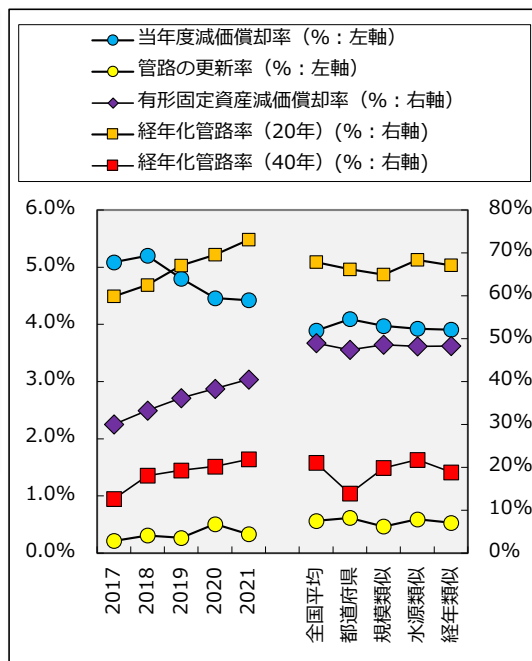 当年度減価償却率（%：左軸）
管路の更新率（%：左軸）
有形固定資産減価償却率（%：右軸）
経年化管路率（20年）(%：右軸)
経年化管路率（40年）(%：右軸)
6.0%
5.0%
4.0%
3.0%
2.0%
1.0%
0.0%
80%
70%
60%
50%
40%
30%
20%
10%
0%
2017
2018
2019
2020
2021
全国平均
都道府県
規模類似
水源類似
経年類似